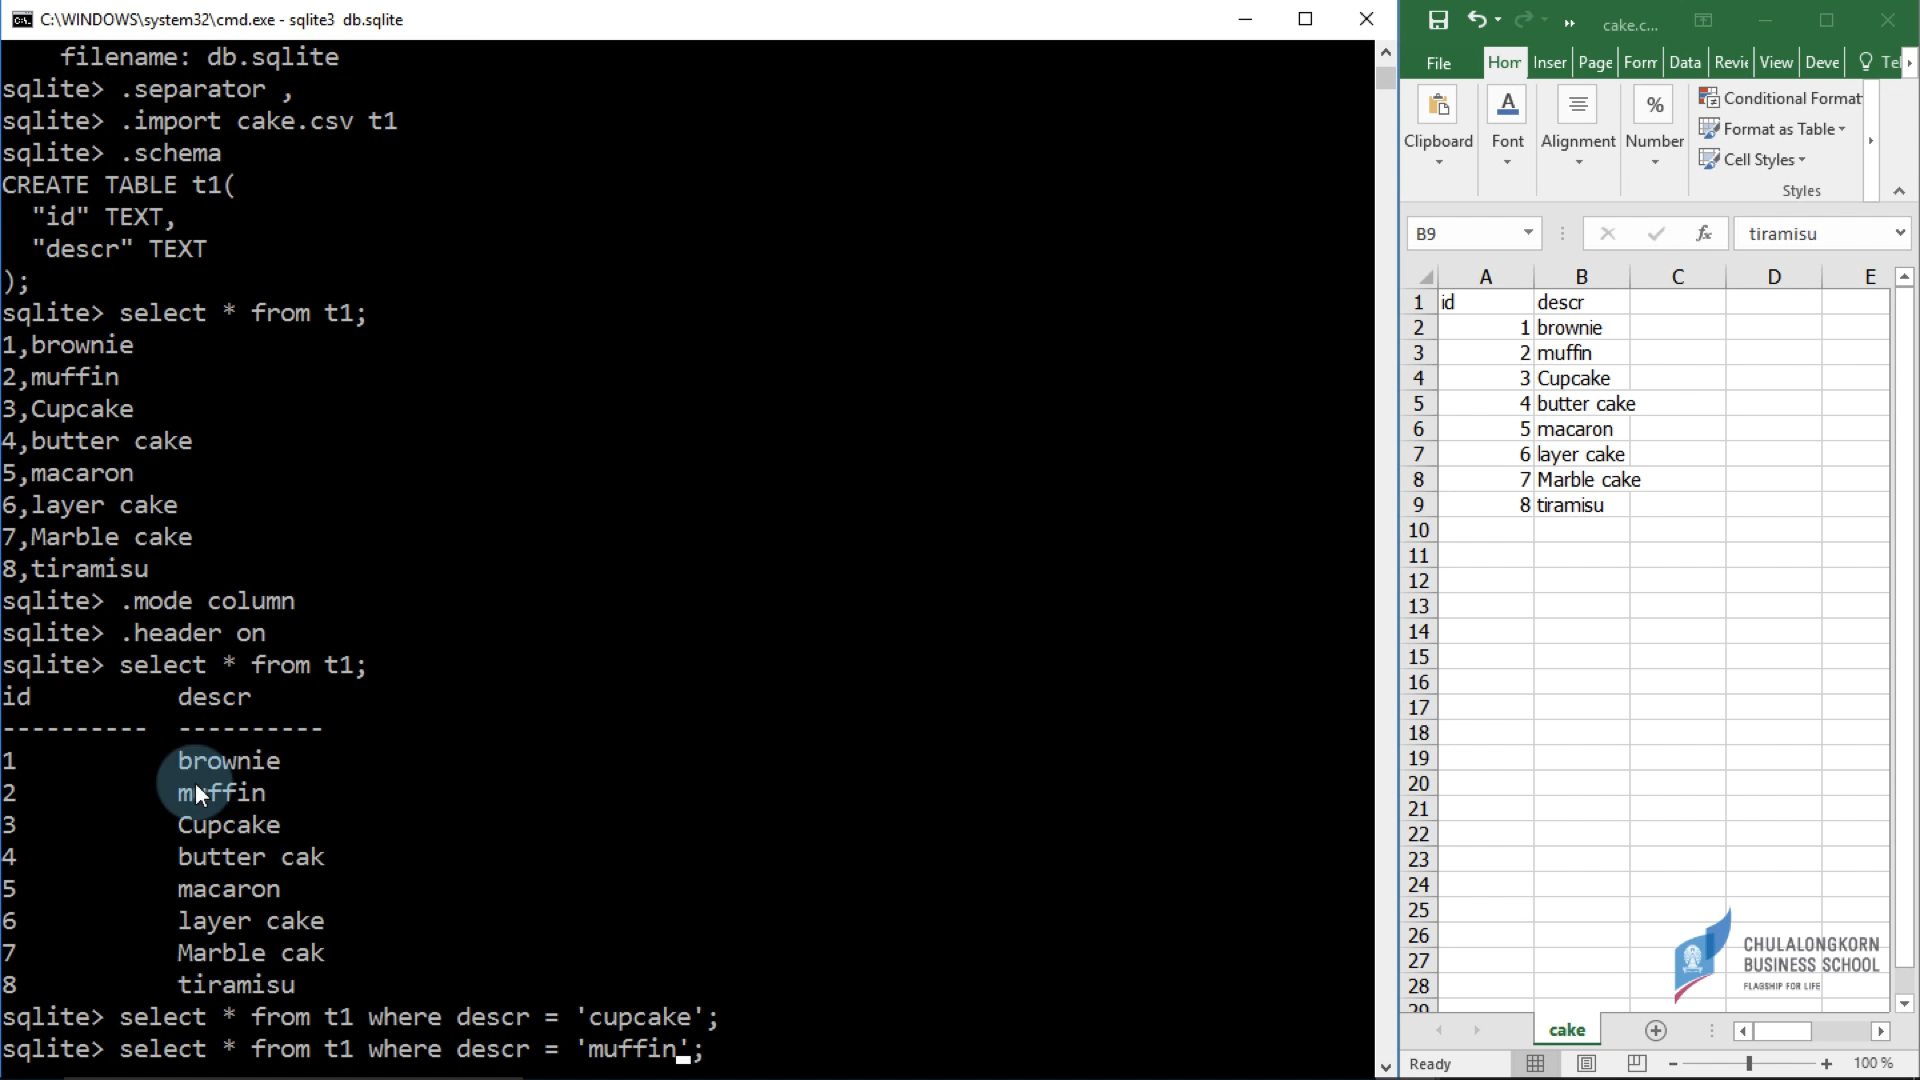 C:\WINDOWS\system32\cmd.exe - sqlite3 db.sqlite
filename: db.sqlite
sqlite> .separator ,
sqlite> .import cake.csv t1
sqlite> .schema
CREATE TABLE t1(
"id" TEXT,
"descr" TEXT
);
sqlite> select * from t1;
1,brownie
2,muffin
3,Cupcake
4,butter cake
5,macaron
6,layer cake
7,Marble cake
8,tiramisu
sqlite> .mode column
sqlite> .header on
sqlite> select * from t1;
id descr
---------- ----------
1 brownie
2 muffin
3 Cupcake
4 butter cak
5 macaron
6 layer cake
7 Marble cak
8 tiramisu
sqlite> select * from t1 where descr = 'cupcake';
sqlite> select * from t1 where descr = 'muffin';
cake.c...
File Hom Inser Page Form Data Revie View Deve Tel
Clipboard Font Alignment Number
%
Conditional Format
Format as Table
Cell Styles
Styles
B9 fx tiramisu
A B C D E
1 id descr
2 1 brownie
3 2 muffin
4 3 Cupcake
5 4 butter cake
6 5 macaron
7 6 layer cake
8 7 Marble cake
9 8 tiramisu
10
11
12
13
14
15
16
17
18
19
20
21
22
23
24
25
26
27
28
29
CHULALONGKORN
BUSINESS SCHOOL
FLAGSHIP FOR LIFE
cake
Ready 100 %